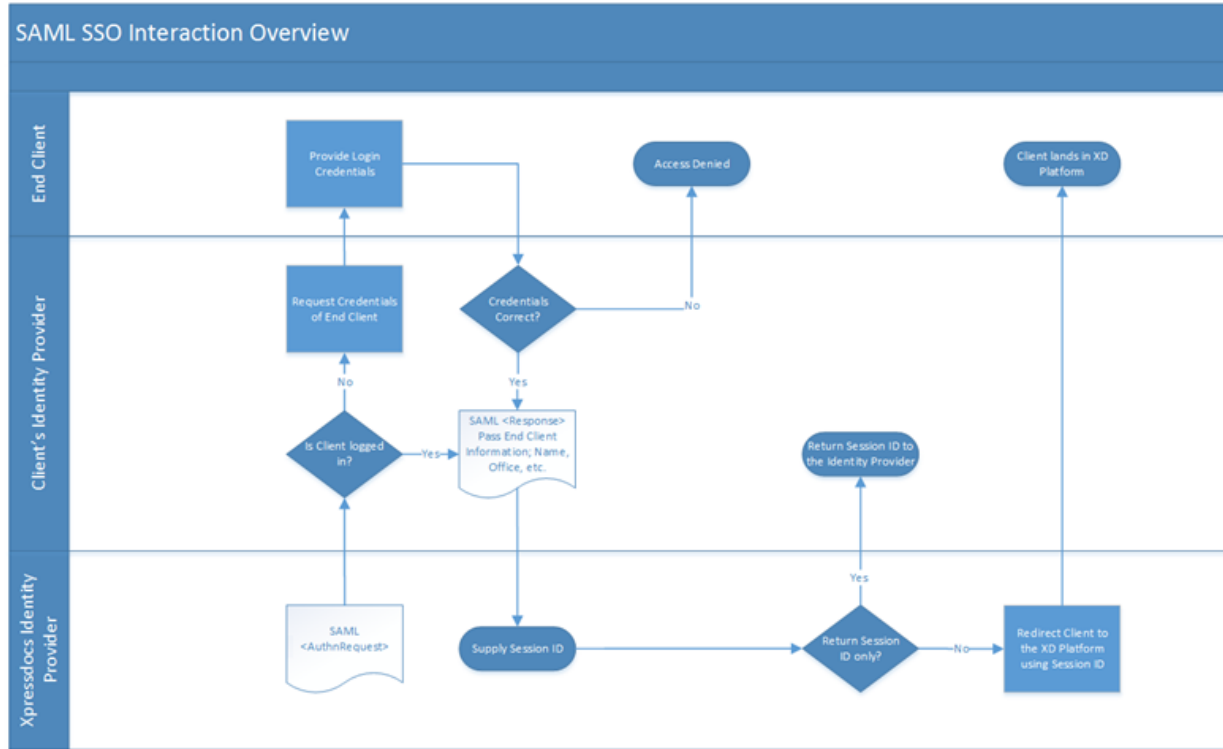 SAML SSO Interaction Overview
End Client
Provide Login
Credentials
Access Denied
Client lands in XD
Platform
Client's Identity Provider
Request Credentials
of End Client
Credentials
Correct?
No
No
Yes
Is Client logged
in?
Yes
SAML <Response>
Pass End Client
Information; Name,
Office, etc.
Return Session ID to
the Identity Provider
Xpressdocs Identity
Provider
SAML
<AuthnRequest>
Supply Session ID
Yes
Return Session
ID only?
No
Redirect Client to
the XD Platform
using Session ID